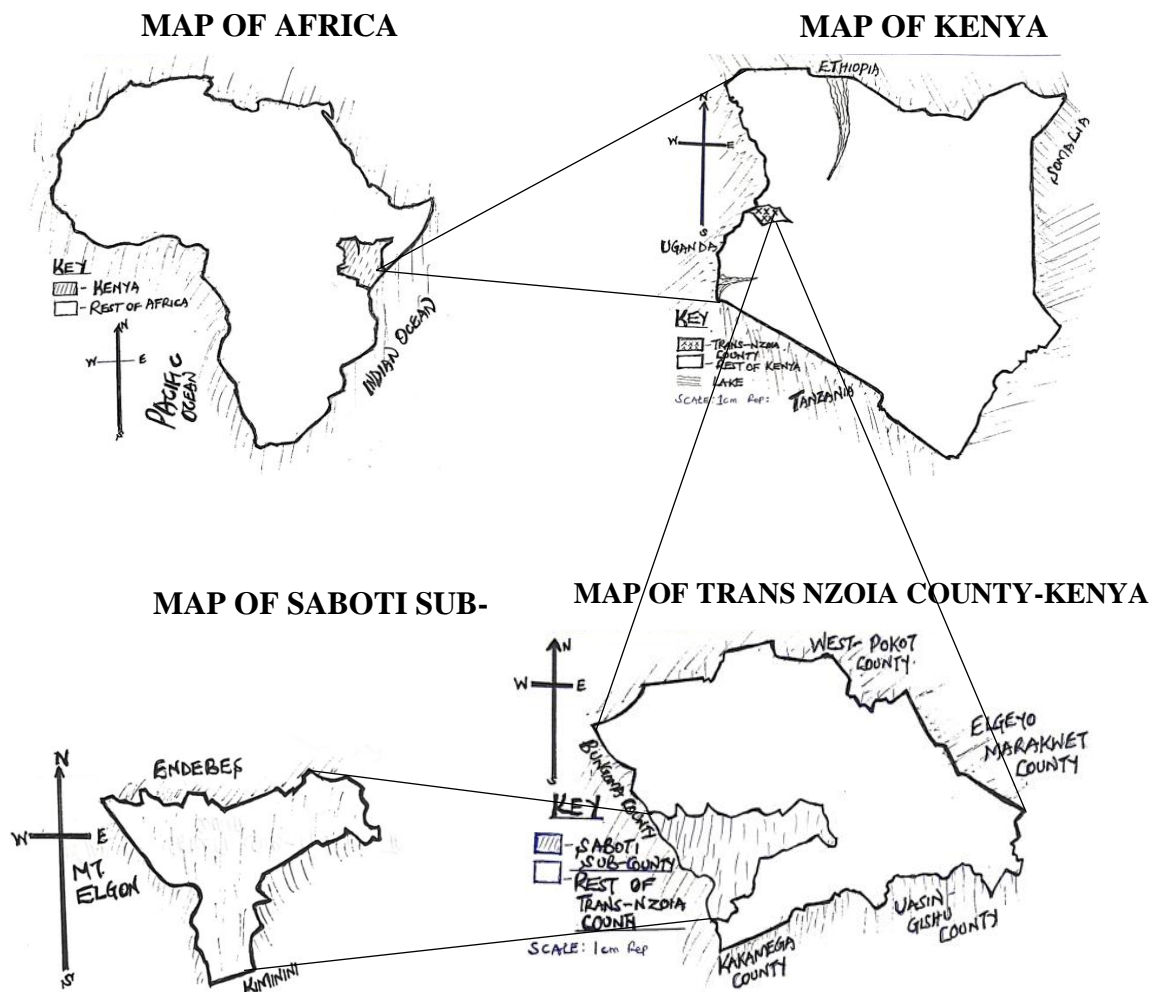 MAP OF AFRICA
KEY
- KENYA
- REST OF AFRICA
N
W E
S
PACIFIC
OCEAN
INDIAN OCEAN
MAP OF KENYA
ETHIOPIA
N
W E
S
SOMALIA
UGANDA
KEY
- TRANS-NZOIA
COUNTY
- REST OF KENYA
LAKE
SCALE: 1cm Rep:
TANZANIA
MAP OF SABOTI SUB-
N
W E
S
ENDEBES
MT.
ELGON
KIMININI
MAP OF TRANS NZOIA COUNTY-KENYA
N
W E
S
WEST-POKOT
COUNTY
ELGEYO
MARAKWET
COUNTY
COUNTY
KEY
- SABOTI
SUB-COUNTY
- REST OF
TRANS-NZOIA
COUNTY
SCALE: 1cm Rep
KAKAMEGA
COUNTY
UASIN
GISHU
COUNTY